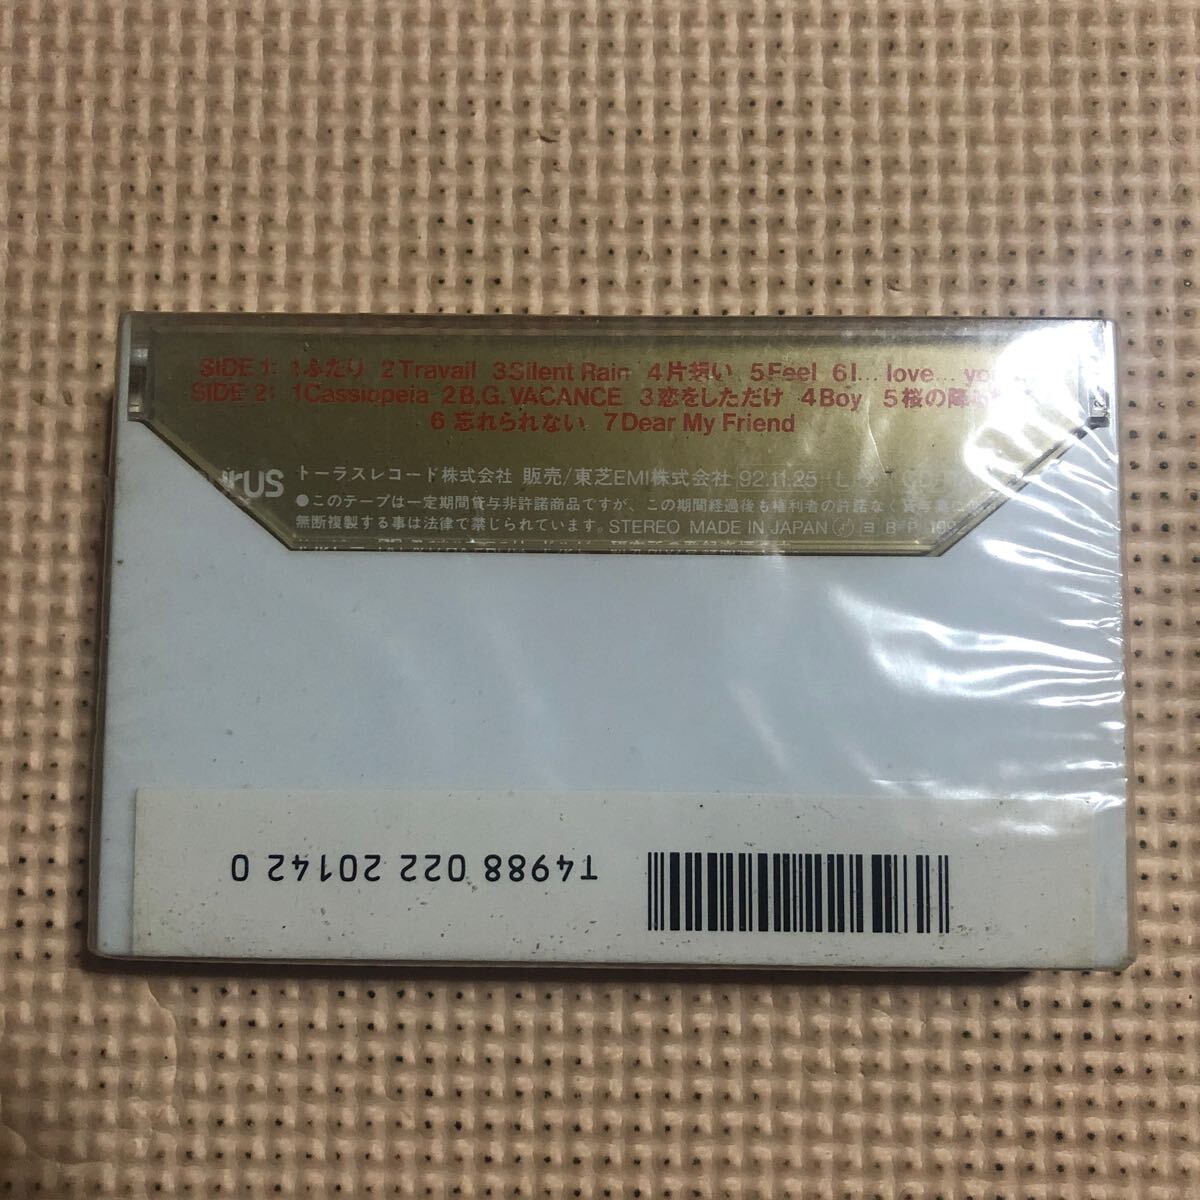 SIDE 1: 1ふたり 2Travail 3Silent Rain 4片想い 5Feel 6I... love...
SIDE 2: 1Cassiopeia 2B.G. VACANCE 3恋をしただけ 4Boy 5桜の降る
6忘れられない 7Dear My Friend
トーラスレコード株式会社 販売/東芝EMI株式会社 92.11.25
●このテープは一定期間貸与非許諾商品ですが、この期間経過後も権利者の許諾なく
無断複製する事は法律で禁じられています。STEREO MADE IN JAPAN
T4988 022 20142 0